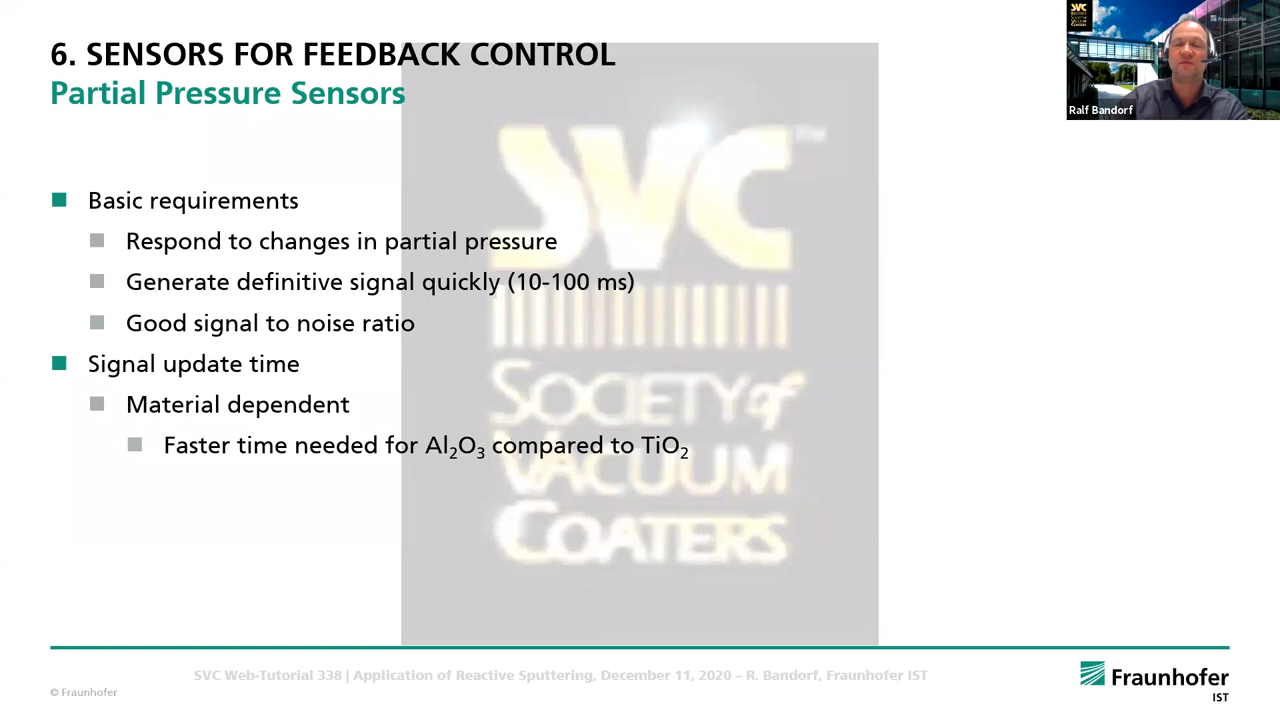 6. SENSORS FOR FEEDBACK CONTROL
Partial Pressure Sensors
Fraunhofer
SVC
Ralf Bandorf
SVC
TM
SOCIETY of
VACUUM
COATERS
Basic requirements
Respond to changes in partial pressure
Generate definitive signal quickly (10-100 ms)
Good signal to noise ratio
Signal update time
Material dependent
Faster time needed for Al₂O₃ compared to TiO₂
SVC Web-Tutorial 338 | Application of Reactive Sputtering, December 11, 2020 – R. Bandorf, Fraunhofer IST
© Fraunhofer
Fraunhofer
IST